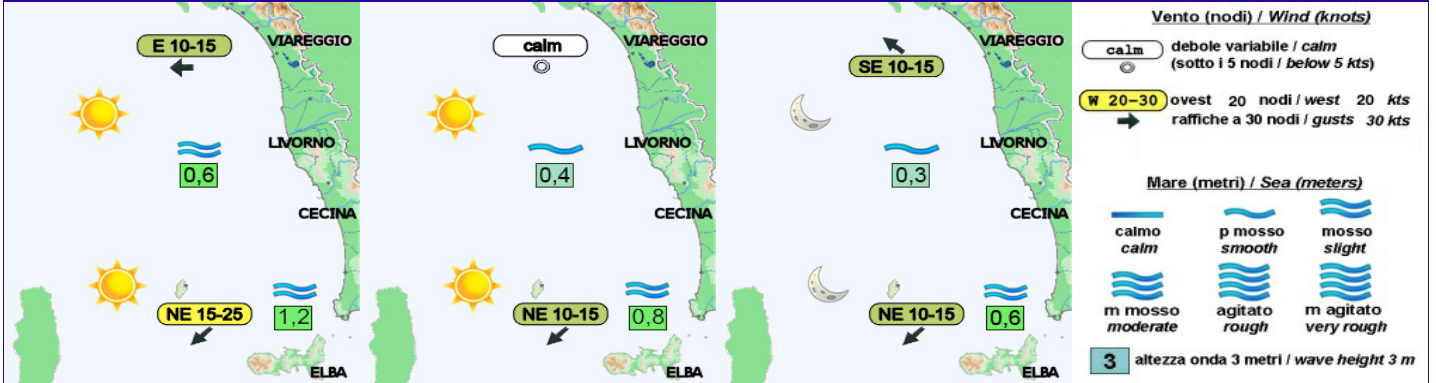 E 10-15
VIAREGGIO
LIVORNO
0,6
CECINA
NE 15-25
1,2
ELBA
calm
VIAREGGIO
LIVORNO
0,4
CECINA
NE 10-15
0,8
ELBA
SE 10-15
VIAREGGIO
LIVORNO
0,3
CECINA
NE 10-15
0,6
ELBA
Vento (nodi) / Wind (knots)
calm
debole variabile / calm
(sotto i 5 nodi / below 5 kts)
W 20-30
ovest 20 nodi / west 20 kts
raffiche a 30 nodi / gusts 30 kts
Mare (metri) / Sea (meters)
calmo
calm
p mosso
smooth
mosso
slight
m mosso
moderate
agitato
rough
m agitato
very rough
3
altezza onda 3 metri / wave height 3 m